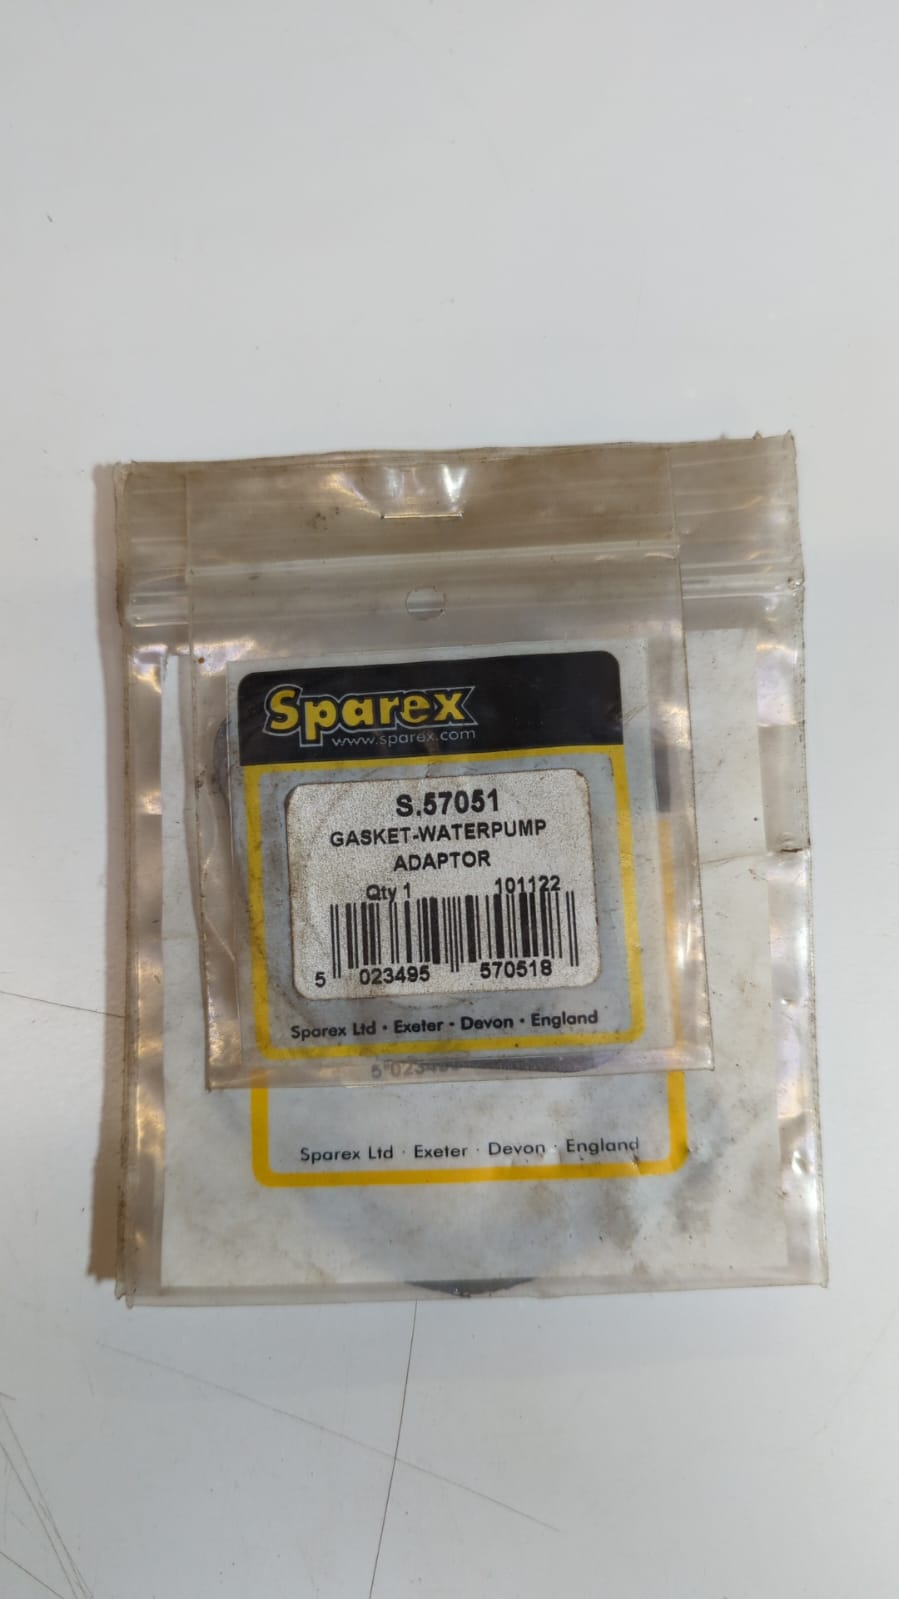 Sparex
www.sparex.com
S.57051
GASKET-WATERPUMP
ADAPTOR
Qty 1 101122
5 023495 570518
Sparex Ltd · Exeter · Devon · England
Sparex Ltd · Exeter · Devon · England